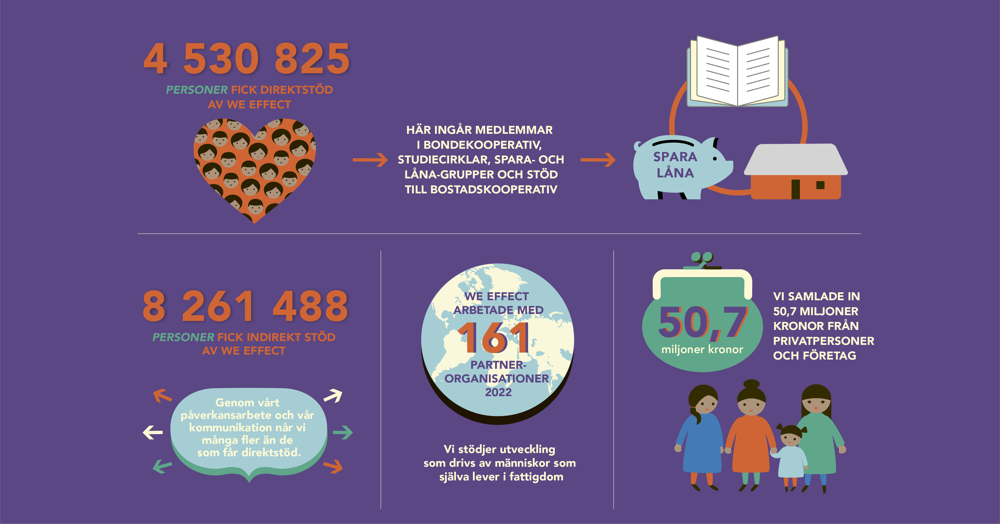 4 530 825
PERSONER FICK DIREKTSTÖD
AV WE EFFECT
HÄR INGÅR MEDLEMMAR
I BONDEKOOPERATIV,
STUDIECIRKLAR, SPARA- OCH
LÅNA-GRUPPER OCH STÖD
TILL BOSTADSKOOPERATIV
SPARA
LÅNA
8 261 488
PERSONER FICK INDIREKT STÖD
AV WE EFFECT
Genom vårt
påverkansarbete och vår
kommunikation når vi
många fler än de
som får direktstöd.
WE EFFECT
ARBETADE MED
161
PARTNER-
ORGANISATIONER
2022
Vi stödjer utveckling
som drivs av människor som
själva lever i fattigdom
50,7
miljoner kronor
VI SAMLADE IN
50,7 MILJONER
KRONOR FRÅN
PRIVATPERSONER
OCH FÖRETAG